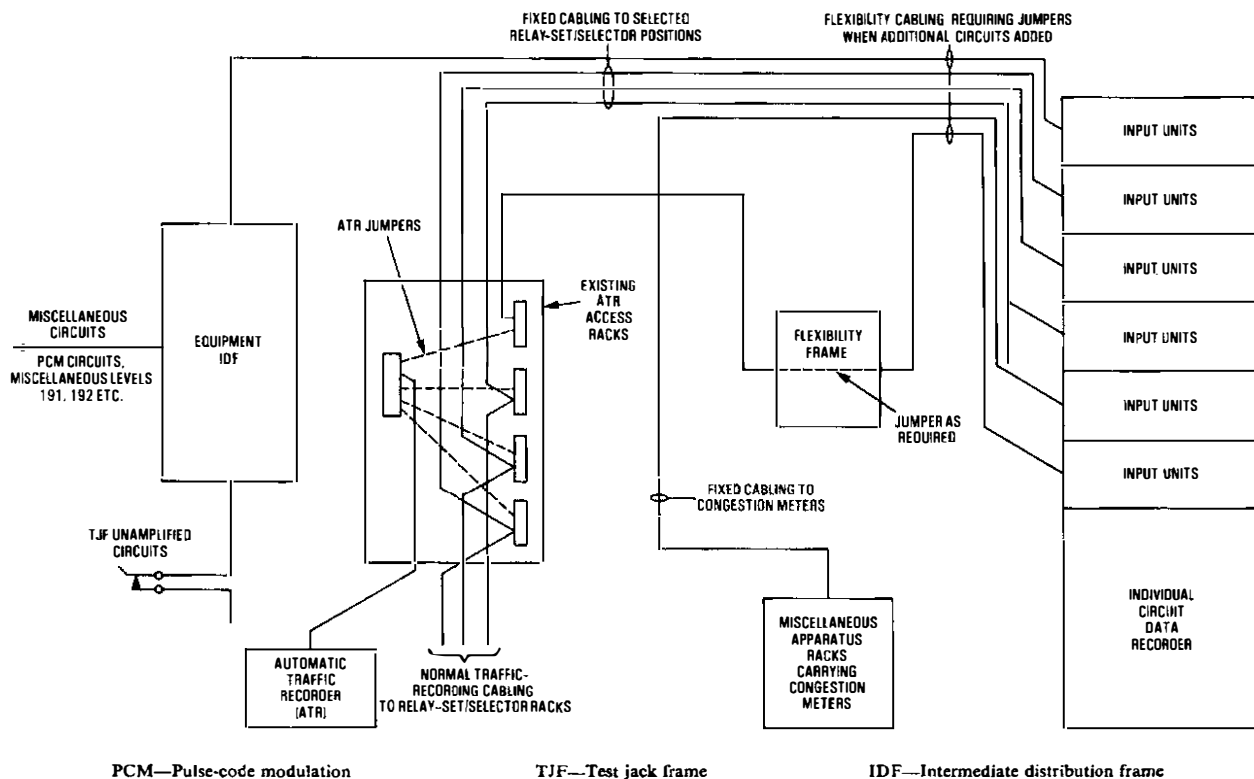 FIXED CABLING TO SELECTED
RELAY-SET/SELECTOR POSITIONS
FLEXIBILITY CABLING REQUIRING JUMPERS
WHEN ADDITIONAL CIRCUITS ADDED
INPUT UNITS
INPUT UNITS
INPUT UNITS
INPUT UNITS
INPUT UNITS
INPUT UNITS
INDIVIDUAL
CIRCUIT
DATA
RECORDER
ATR JUMPERS
EXISTING
ATR
ACCESS
RACKS
MISCELLANEOUS
CIRCUITS
PCM CIRCUITS,
MISCELLANEOUS LEVELS
191, 192 ETC.
EQUIPMENT
IDF
FLEXIBILITY
FRAME
JUMPER AS
REQUIRED
FIXED CABLING TO
CONGESTION METERS
TJF UNAMPLIFIED
CIRCUITS
AUTOMATIC
TRAFFIC
RECORDER
(ATR)
NORMAL TRAFFIC-
RECORDING CABLING
TO RELAY-SET/SELECTOR RACKS
MISCELLANEOUS
APPARATUS
RACKS
CARRYING
CONGESTION
METERS
PCM—Pulse-code modulation
TJF—Test jack frame
IDF—Intermediate distribution frame